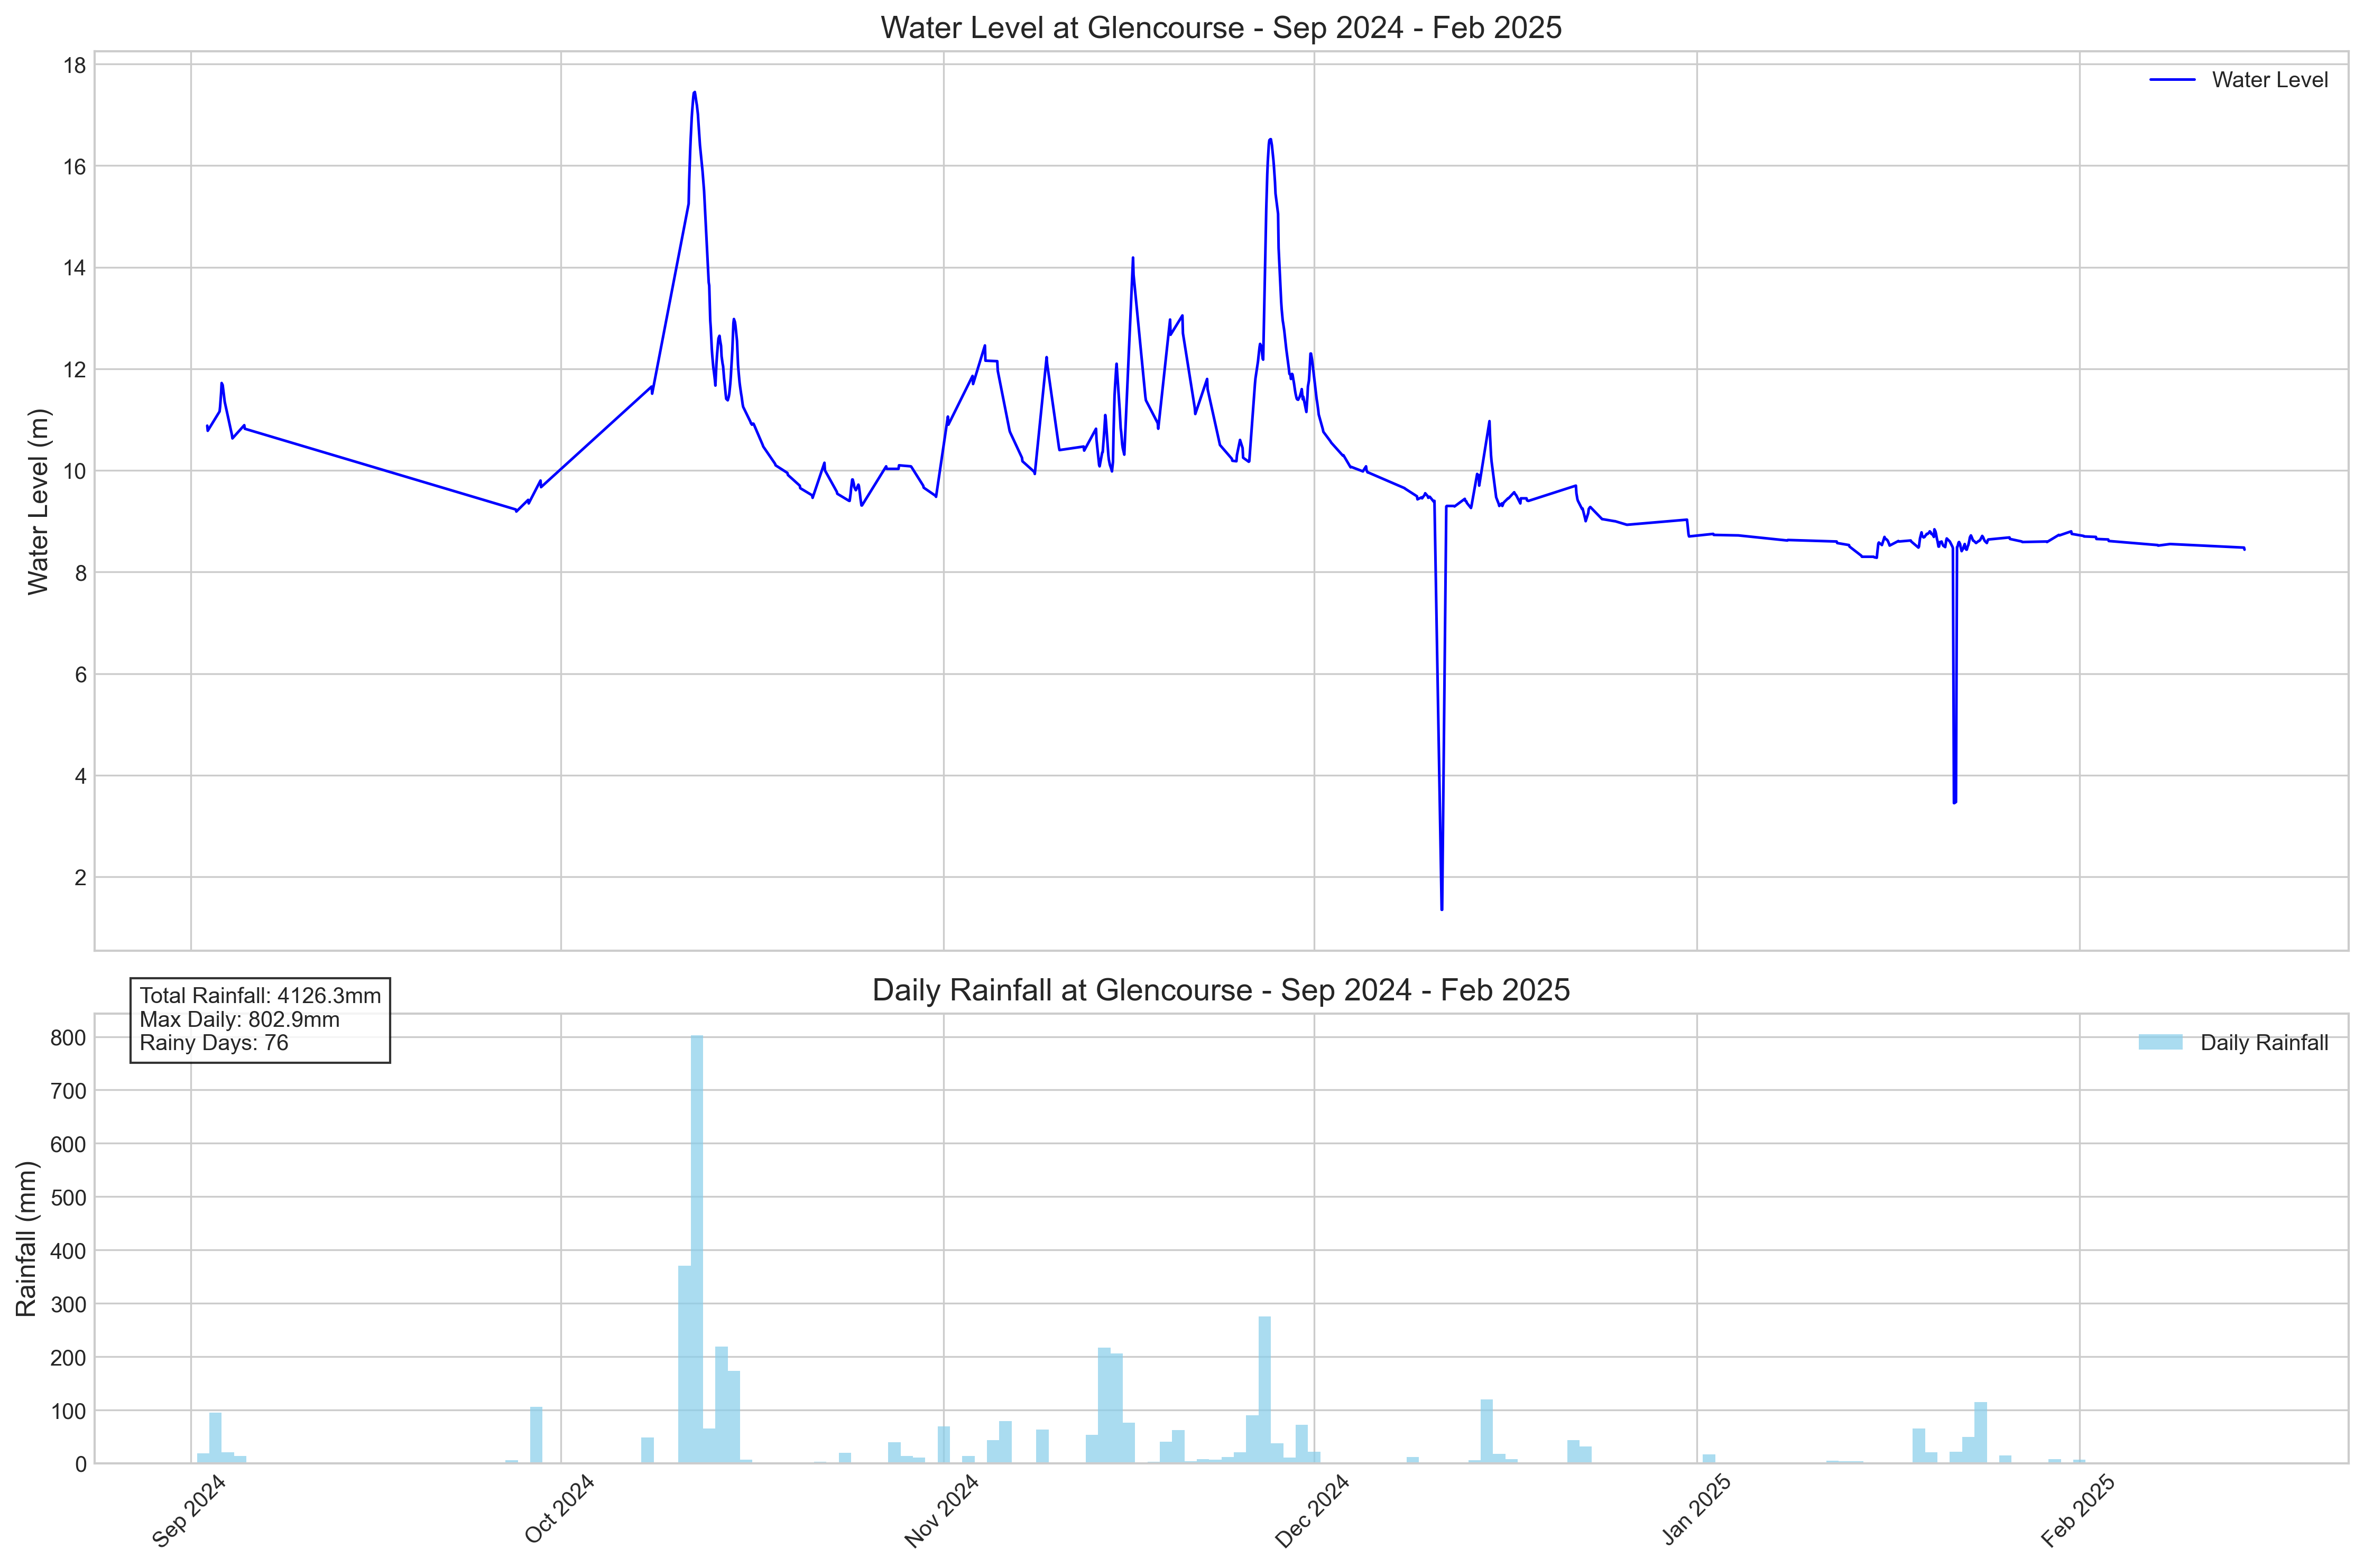 Water Level at Glencourse - Sep 2024 - Feb 2025
Water Level
18
16
14
12
10
8
6
4
2
Water Level (m)
Total Rainfall: 4126.3mm
Max Daily: 802.9mm
Rainy Days: 76
Daily Rainfall at Glencourse - Sep 2024 - Feb 2025
Daily Rainfall
800
700
600
500
400
300
200
100
0
Rainfall (mm)
Sep 2024
Oct 2024
Nov 2024
Dec 2024
Jan 2025
Feb 2025